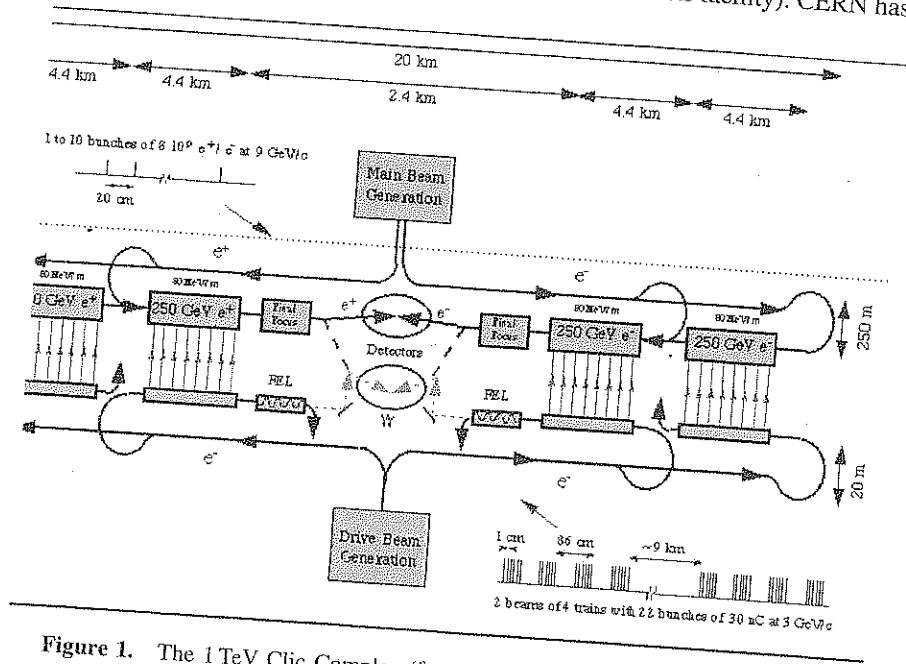 facility). CERN has
20 km
4.4 km 4.4 km 2.4 km 4.4 km 4.4 km
1 to 10 bunches of 8 10⁹ e⁺/ e⁻ at 9 GeV/c
20 cm
Main Beam
Generation
e⁺ e⁻
80 MeV/m 80 MeV/m 80 MeV/m 80 MeV/m
0 GeV e⁺ 250 GeV e⁺ Final
Focus e⁺ e⁻ Final
Focus 250 GeV e⁻ 250 GeV e⁻
250 m
Detectors
FEL FEL
γγ
e⁻ e⁻
20 m
Drive Beam
Generation
1 cm 86 cm ~9 km
2 beams of 4 trains with 22 bunches of 30 nC at 3 GeV/c
Figure 1. The 1 TeV Clic Complex